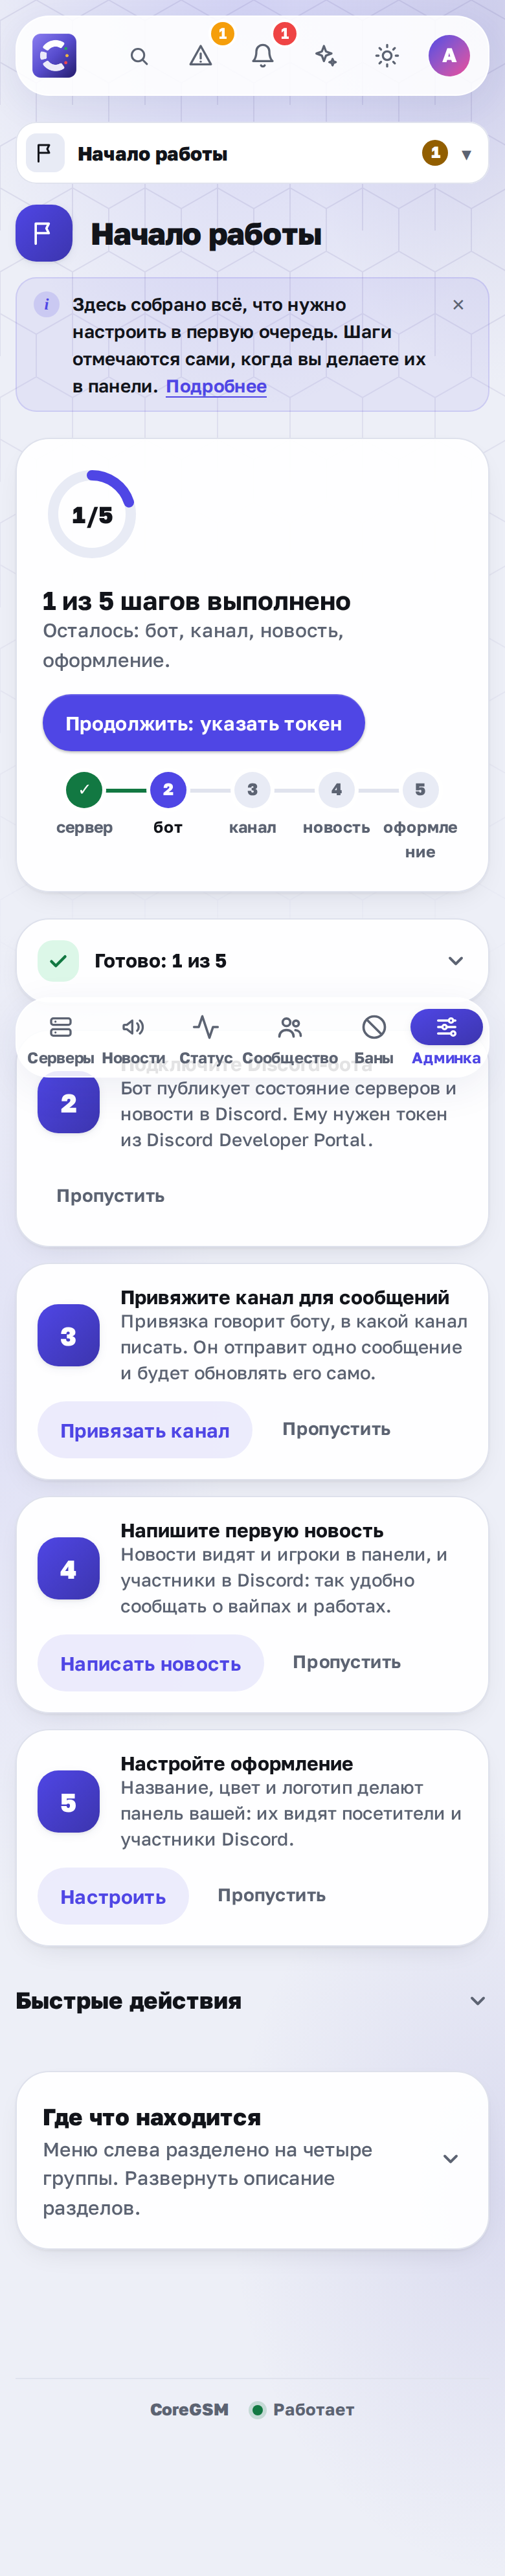 1
1
A
Начало работы
1
Начало работы
i
Здесь собрано всё, что нужно
настроить в первую очередь. Шаги
отмечаются сами, когда вы делаете их
в панели. Подробнее
1/5
1 из 5 шагов выполнено
Осталось: бот, канал, новость,
оформление.
Продолжить: указать токен
2
3
4
5
сервер
бот
канал
новость
оформле
ние
Готово: 1 из 5
Серверы
Новости
Статус
Сообщество
Баны
Админка
Подключите Discord-бота
2
Бот публикует состояние серверов и
новости в Discord. Ему нужен токен
из Discord Developer Portal.
Пропустить
3
Привяжите канал для сообщений
Привязка говорит боту, в какой канал
писать. Он отправит одно сообщение
и будет обновлять его само.
Привязать канал
Пропустить
4
Напишите первую новость
Новости видят и игроки в панели, и
участники в Discord: так удобно
сообщать о вайпах и работах.
Написать новость
Пропустить
5
Настройте оформление
Название, цвет и логотип делают
панель вашей: их видят посетители и
участники Discord.
Настроить
Пропустить
Быстрые действия
Где что находится
Меню слева разделено на четыре
группы. Развернуть описание
разделов.
CoreGSM
Работает